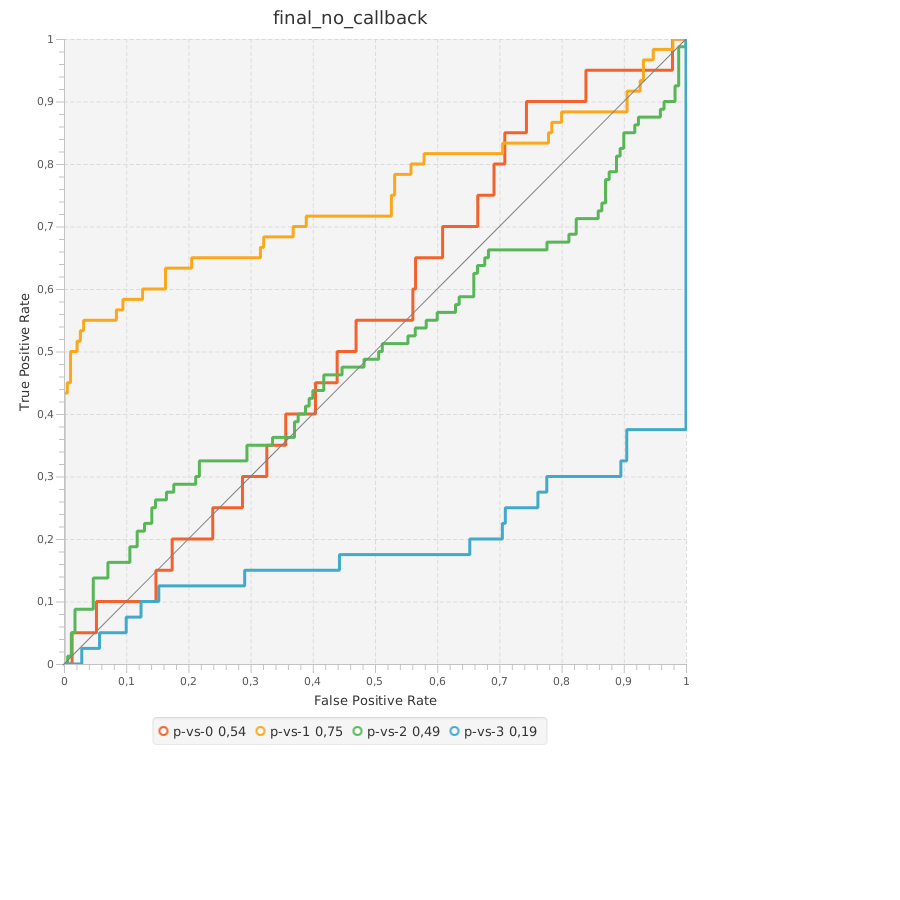 final_no_callback
1
0,9
0,8
0,7
0,6
0,5
0,4
0,3
0,2
0,1
0
True Positive Rate
0 0,1 0,2 0,3 0,4 0,5 0,6 0,7 0,8 0,9 1
False Positive Rate
p-vs-0 0,54 p-vs-1 0,75 p-vs-2 0,49 p-vs-3 0,19